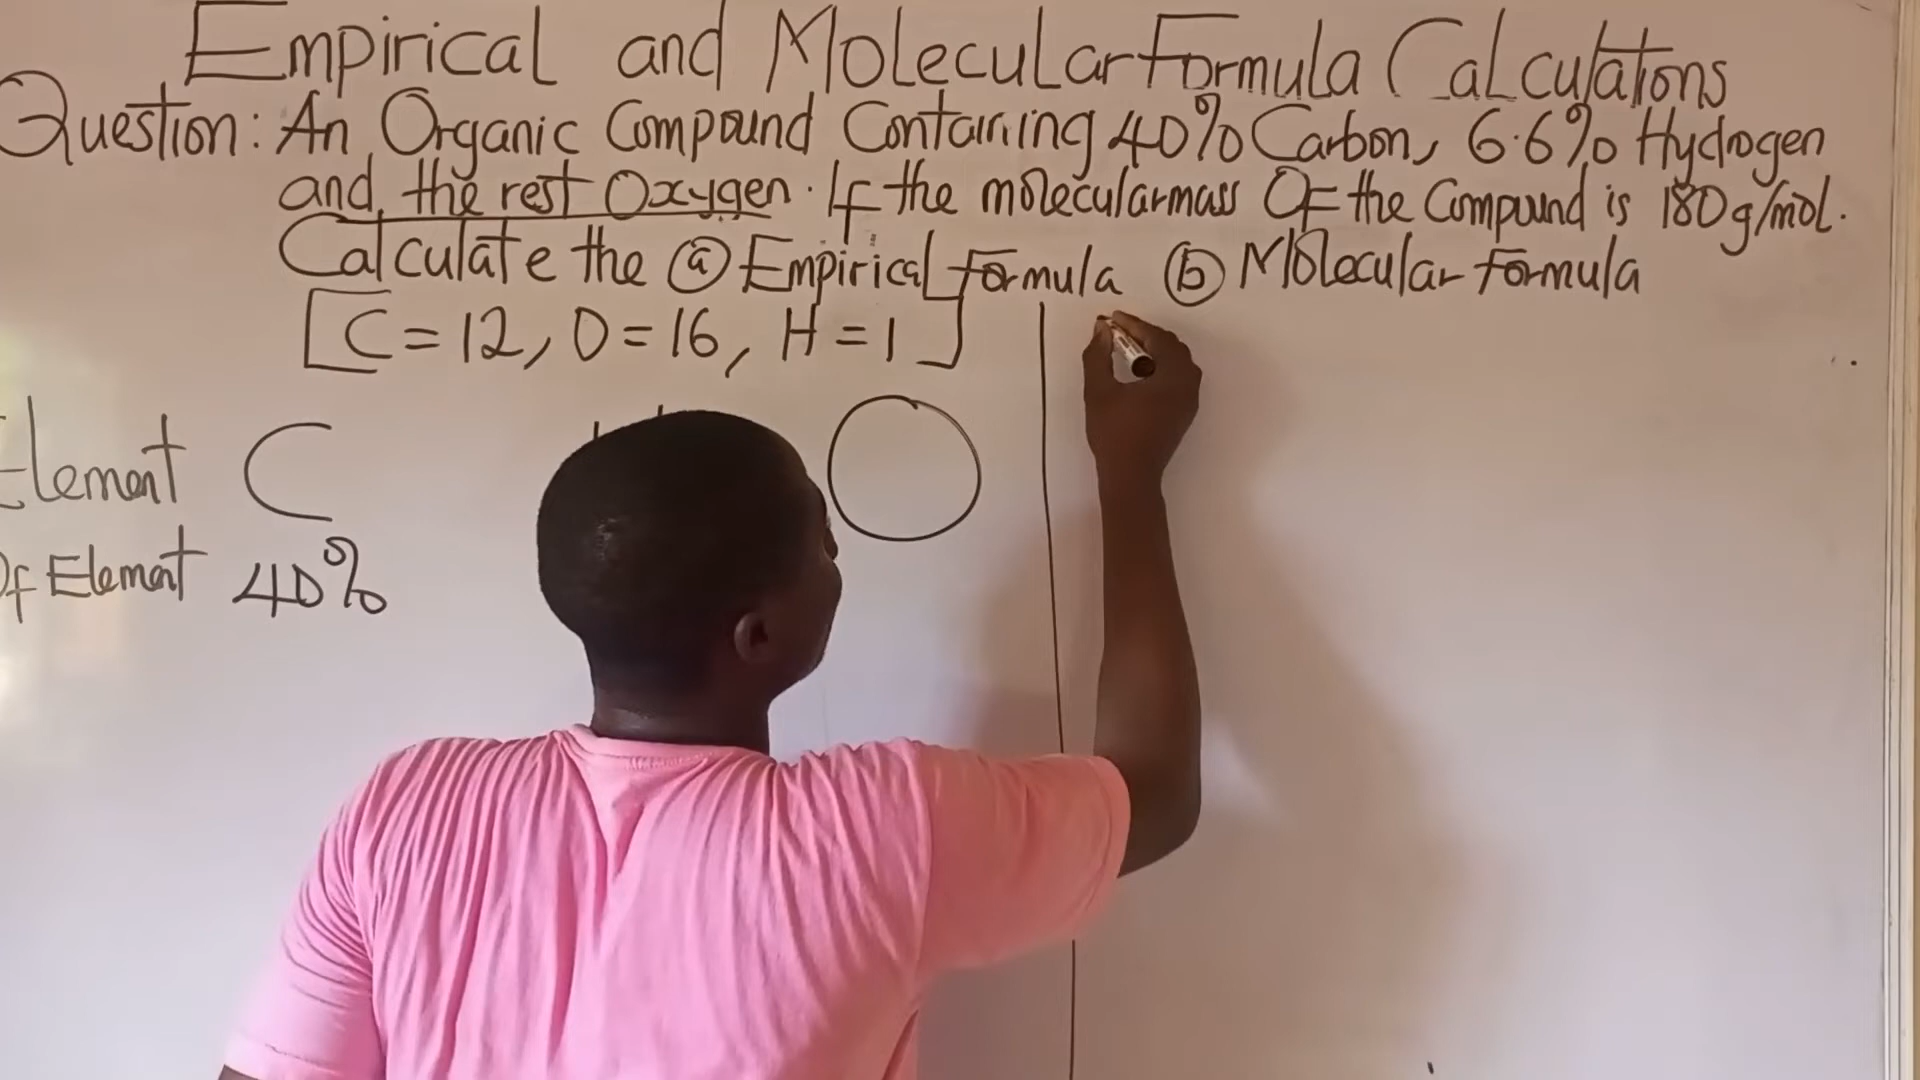 Empirical and Molecular Formula Calculations
Question: An Organic Compound Containing 40% Carbon, 6.6% Hydrogen
and the rest Oxygen. If the molecular mass Of the Compound is 180g/mol.
Calculate the (a) Empirical formula (b) Molecular formula
[C = 12, O = 16, H = 1]
Element C O
Of Element 40%